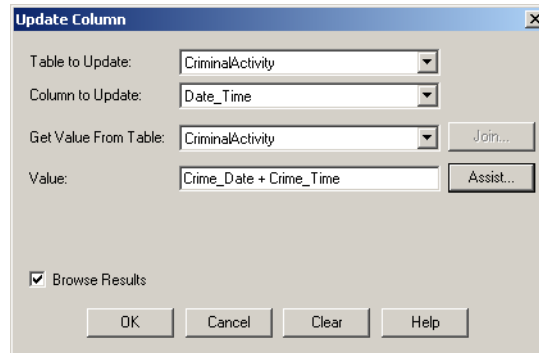 Update Column
Table to Update: CriminalActivity
Column to Update: Date_Time
Get Value From Table: CriminalActivity Join...
Value: Crime_Date + Crime_Time Assist...
Browse Results
OK Cancel Clear Help